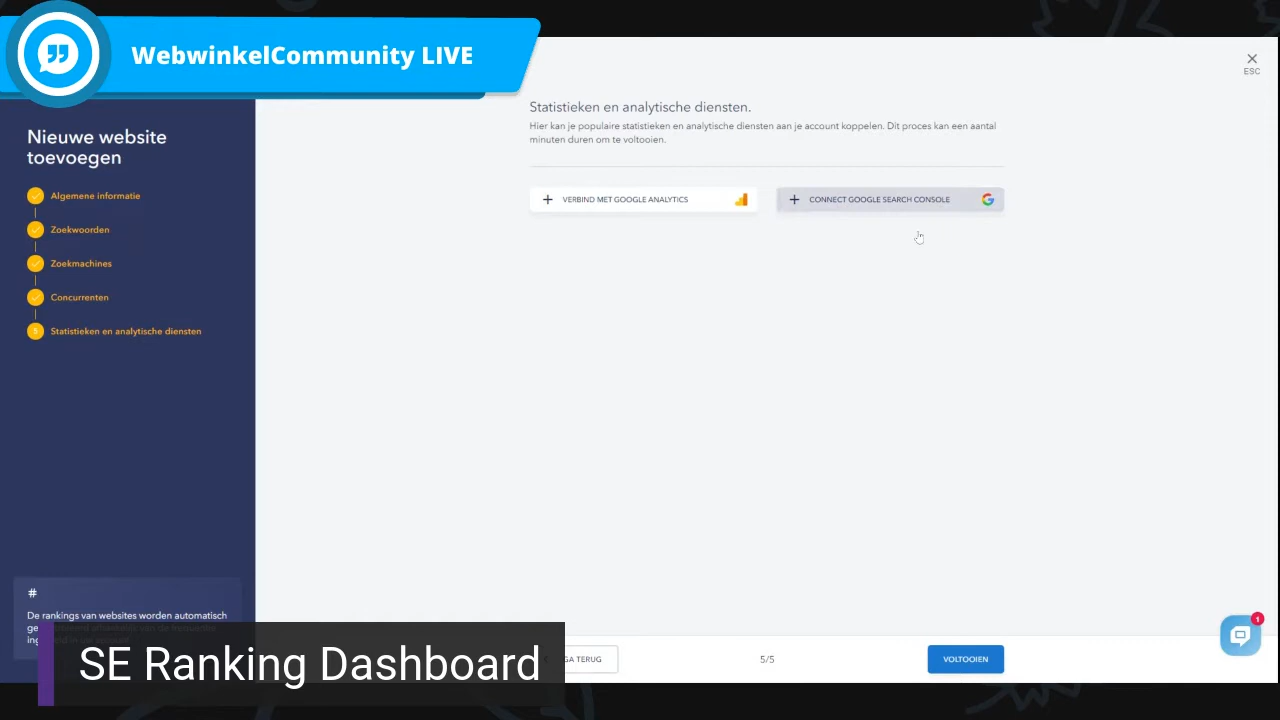 WebwinkelCommunity LIVE
ESC
Nieuwe website
toevoegen
Algemene informatie
Zoekwoorden
Zoekmachines
Concurrenten
5 Statistieken en analytische diensten
Statistieken en analytische diensten.
Hier kan je populaire statistieken en analytische diensten aan je account koppelen. Dit proces kan een aantal
minuten duren om te voltooien.
+ VERBIND MET GOOGLE ANALYTICS
+ CONNECT GOOGLE SEARCH CONSOLE
#
De rankings van websites worden automatisch
SE Ranking Dashboard
GA TERUG
5/5
VOLTOOIEN
1